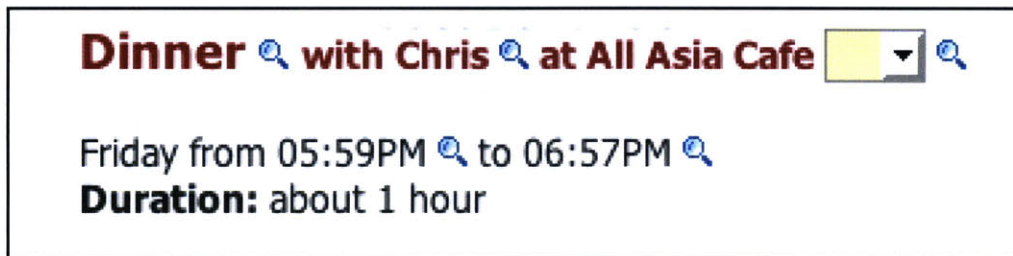 Dinner with Chris at All Asia Cafe
Friday from 05:59PM to 06:57PM
Duration: about 1 hour